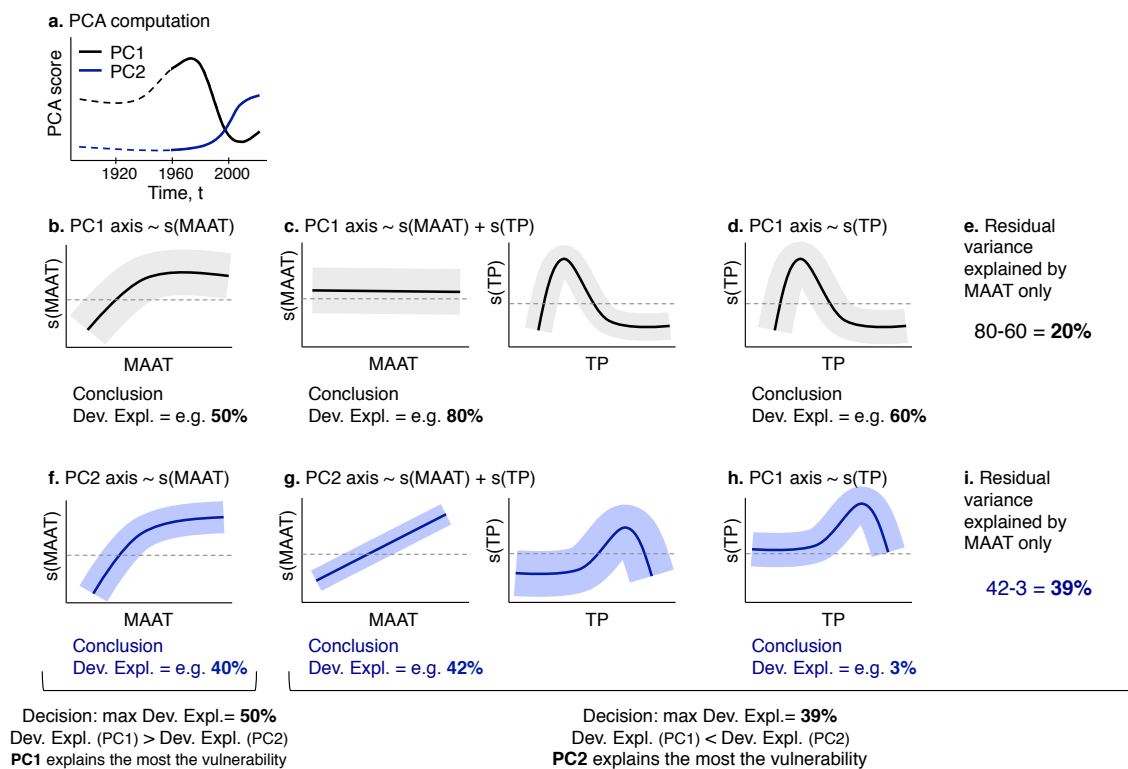 a. PCA computation
PC1
PC2
PCA score
1920 1960 2000
Time, t
b. PC1 axis ~ s(MAAT)
s(MAAT)
MAAT
Conclusion
Dev. Expl. = e.g. 50%
c. PC1 axis ~ s(MAAT) + s(TP)
s(MAAT)
MAAT
s(TP)
TP
Conclusion
Dev. Expl. = e.g. 80%
d. PC1 axis ~ s(TP)
s(TP)
TP
Conclusion
Dev. Expl. = e.g. 60%
e. Residual
variance
explained by
MAAT only
80-60 = 20%
f. PC2 axis ~ s(MAAT)
s(MAAT)
MAAT
Conclusion
Dev. Expl. = e.g. 40%
g. PC2 axis ~ s(MAAT) + s(TP)
s(MAAT)
MAAT
s(TP)
TP
Conclusion
Dev. Expl. = e.g. 42%
h. PC1 axis ~ s(TP)
s(TP)
TP
Conclusion
Dev. Expl. = e.g. 3%
i. Residual
variance
explained by
MAAT only
42-3 = 39%
Decision: max Dev. Expl.= 50%
Dev. Expl. (PC1) > Dev. Expl. (PC2)
PC1 explains the most the vulnerability
Decision: max Dev. Expl.= 39%
Dev. Expl. (PC1) < Dev. Expl. (PC2)
PC2 explains the most the vulnerability